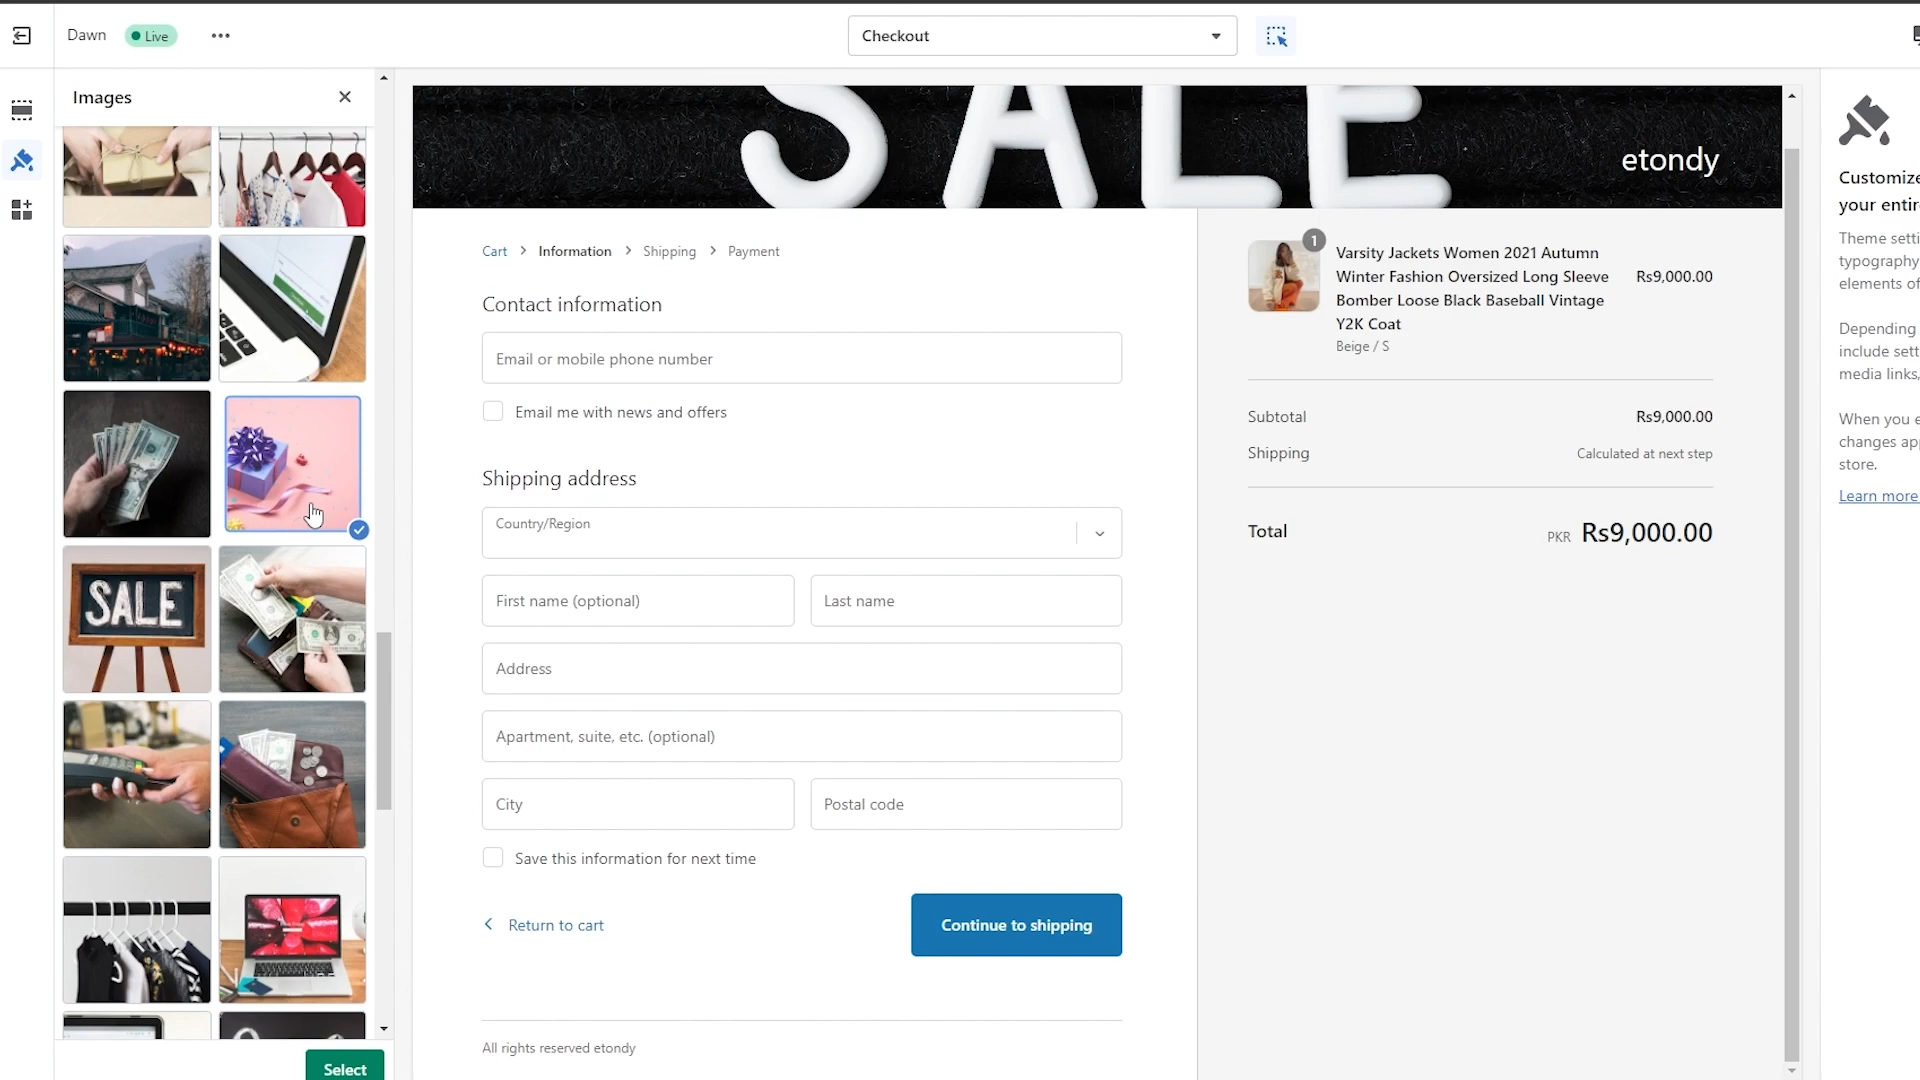 Dawn
Live
Checkout
Images
SALE
SALE
etondy
Cart > Information > Shipping > Payment
Contact information
Email or mobile phone number
Email me with news and offers
Shipping address
Country/Region
First name (optional)
Last name
Address
Apartment, suite, etc. (optional)
City
Postal code
Save this information for next time
Return to cart
Continue to shipping
All rights reserved etondy
1
Varsity Jackets Women 2021 Autumn
Winter Fashion Oversized Long Sleeve
Bomber Loose Black Baseball Vintage
Y2K Coat
Beige / S
Rs9,000.00
Subtotal
Rs9,000.00
Shipping
Calculated at next step
Total
PKR Rs9,000.00
Customize
your entir
Theme setti
typography
elements of
Depending
include sett
media links,
When you e
changes app
store.
Learn more
Select